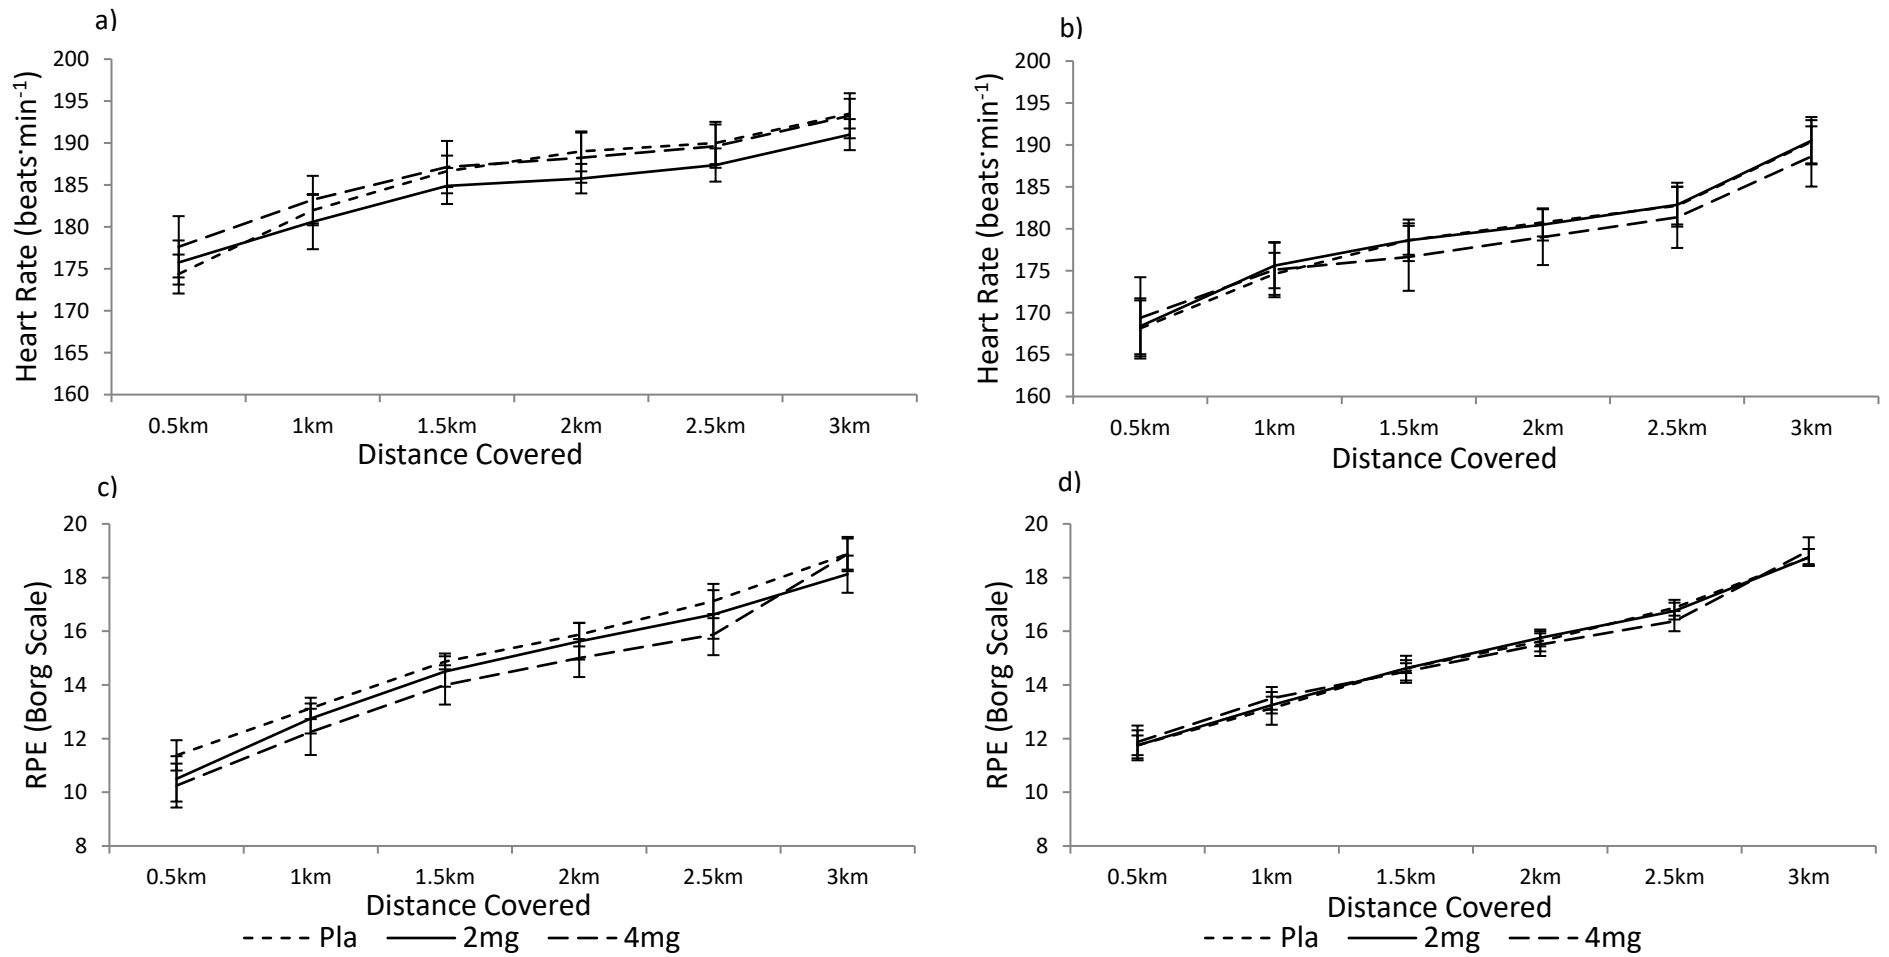 a)
Heart Rate (beats·min⁻¹)
200
195
190
185
180
175
170
165
160
0.5km 1km 1.5km 2km 2.5km 3km
Distance Covered
b)
Heart Rate (beats·min⁻¹)
200
195
190
185
180
175
170
165
160
0.5km 1km 1.5km 2km 2.5km 3km
Distance Covered
c)
RPE (Borg Scale)
20
18
16
14
12
10
8
0.5km 1km 1.5km 2km 2.5km 3km
Distance Covered
Pla 2mg 4mg
d)
RPE (Borg Scale)
20
18
16
14
12
10
8
0.5km 1km 1.5km 2km 2.5km 3km
Distance Covered
Pla 2mg 4mg